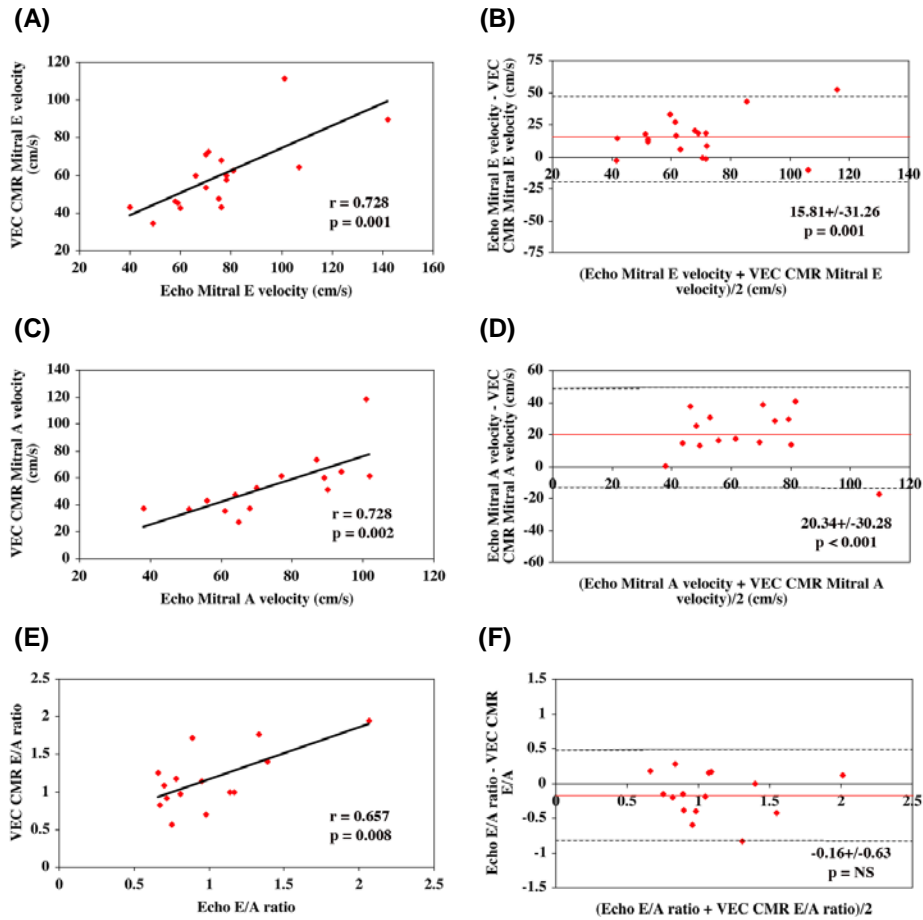 (A)
VEC CMR Mitral E velocity
(cm/s)
120
100
80
60
40
20
40 60 80 100 120 140 160
r = 0.728
p = 0.001
Echo Mitral E velocity (cm/s)
(B)
Echo Mitral E velocity - VEC
CMR Mitral E velocity (cm/s)
75
50
25
0
-25
-50
-75
20 40 60 80 100 120 140
15.81+/-31.26
p = 0.001
(Echo Mitral E velocity + VEC CMR Mitral E
velocity)/2 (cm/s)
(C)
VEC CMR Mitral A velocity
(cm/s)
140
120
100
80
60
40
20
0
20 40 60 80 100 120
r = 0.728
p = 0.002
Echo Mitral A velocity (cm/s)
(D)
Echo Mitral A velocity - VEC
CMR Mitral A velocity (cm/s)
60
40
20
0
-20
-40
-60
0 20 40 60 80 100 120
20.34+/-30.28
p < 0.001
(Echo Mitral A velocity + VEC CMR Mitral A
velocity)/2 (cm/s)
(E)
VEC CMR E/A ratio
2.5
2
1.5
1
0.5
0
0 0.5 1 1.5 2 2.5
r = 0.657
p = 0.008
Echo E/A ratio
(F)
Echo E/A ratio - VEC CMR
E/A
1.5
1
0.5
0
-0.5
-1
-1.5
0 0.5 1 1.5 2 2.5
-0.16+/-0.63
p = NS
(Echo E/A ratio + VEC CMR E/A ratio)/2